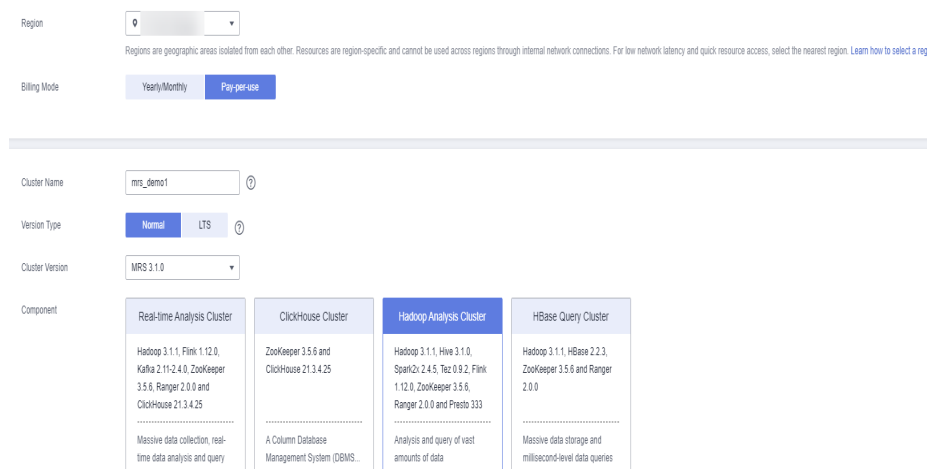 Region
Regions are geographic areas isolated from each other. Resources are region-specific and cannot be used across regions through internal network connections. For low network latency and quick resource access, select the nearest region. Learn how to select a reg
Billing Mode
Yearly/Monthly
Pay-per-use
Cluster Name
mrs_demo1
?
Version Type
Normal
LTS
?
Cluster Version
MRS 3.1.0
Component
Real-time Analysis Cluster
Hadoop 3.1.1, Flink 1.12.0,
Kafka 2.11-2.4.0, ZooKeeper
3.5.6, Ranger 2.0.0 and
ClickHouse 21.3.4.25
Massive data collection, real-
time data analysis and query
ClickHouse Cluster
ZooKeeper 3.5.6 and
ClickHouse 21.3.4.25
A Column Database
Management System (DBMS...
Hadoop Analysis Cluster
Hadoop 3.1.1, Hive 3.1.0,
Spark2x 2.4.5, Tez 0.9.2, Flink
1.12.0, ZooKeeper 3.5.6,
Ranger 2.0.0 and Presto 333
Analysis and query of vast
amounts of data
HBase Query Cluster
Hadoop 3.1.1, HBase 2.2.3,
ZooKeeper 3.5.6 and Ranger
2.0.0
Massive data storage and
millisecond-level data queries